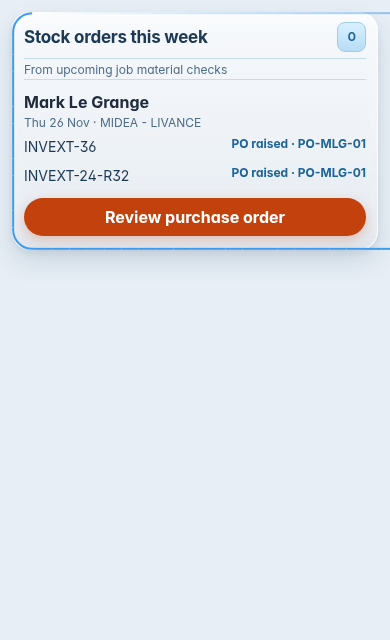 Stock orders this week
0
From upcoming job material checks
Mark Le Grange
Thu 26 Nov · MIDEA - LIVANCE
INVEXT-36 PO raised · PO-MLG-01
INVEXT-24-R32 PO raised · PO-MLG-01
Review purchase order